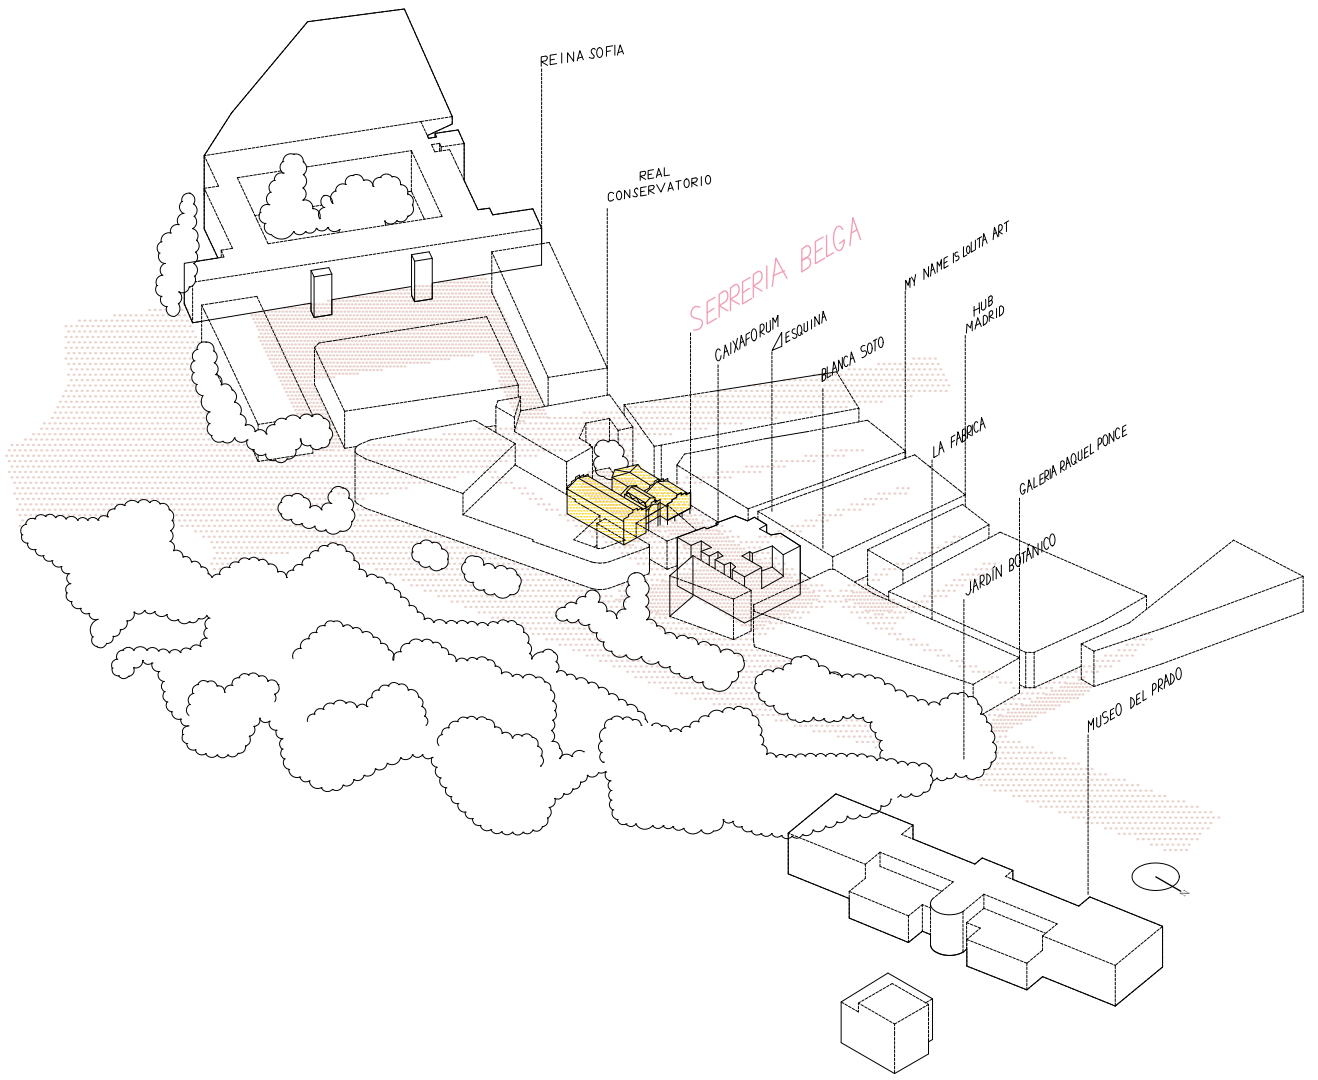 REINA SOFIA
REAL
CONSERVATORIO
SERRERIA BELGA
CAIXAFORUM
ESQUINA
BLANCA SOTO
MY NAME IS LOLITA ART
HUB
MADRID
LA FABRICA
GALERIA RAQUEL PONCE
JARDÍN BOTÁNICO
MUSEO DEL PRADO
N